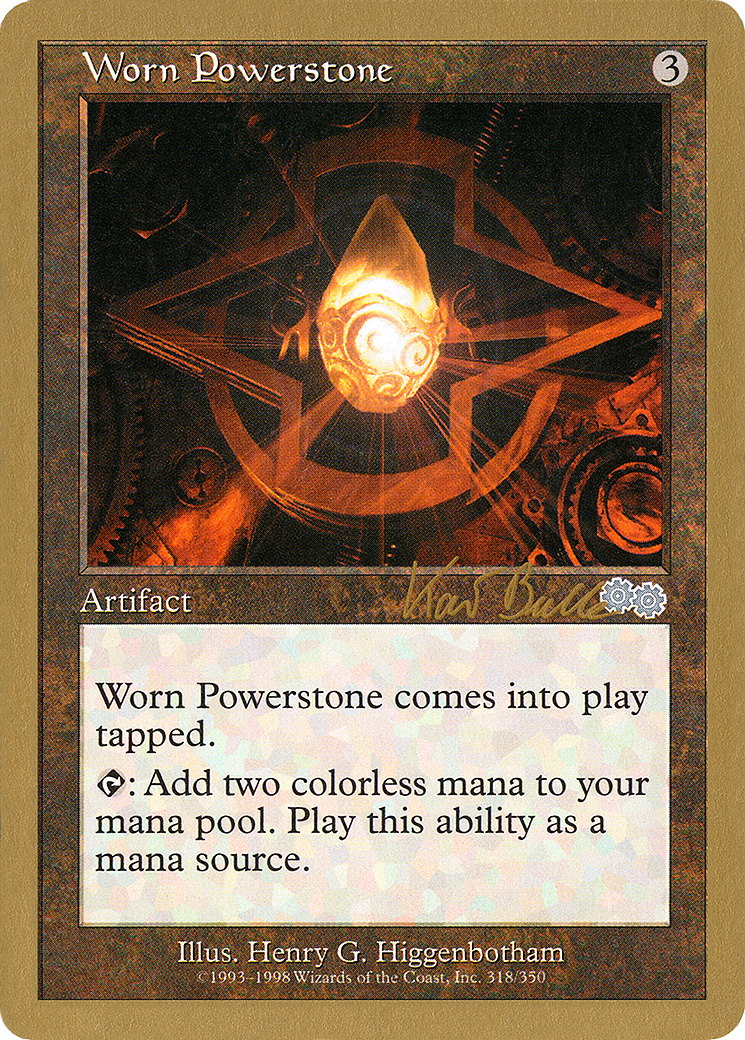 Worn Powerstone
3
Artifact
Worn Powerstone comes into play
tapped.
: Add two colorless mana to your
mana pool. Play this ability as a
mana source.
Illus. Henry G. Higgenbotham
©1993–1998 Wizards of the Coast, Inc. 318/350